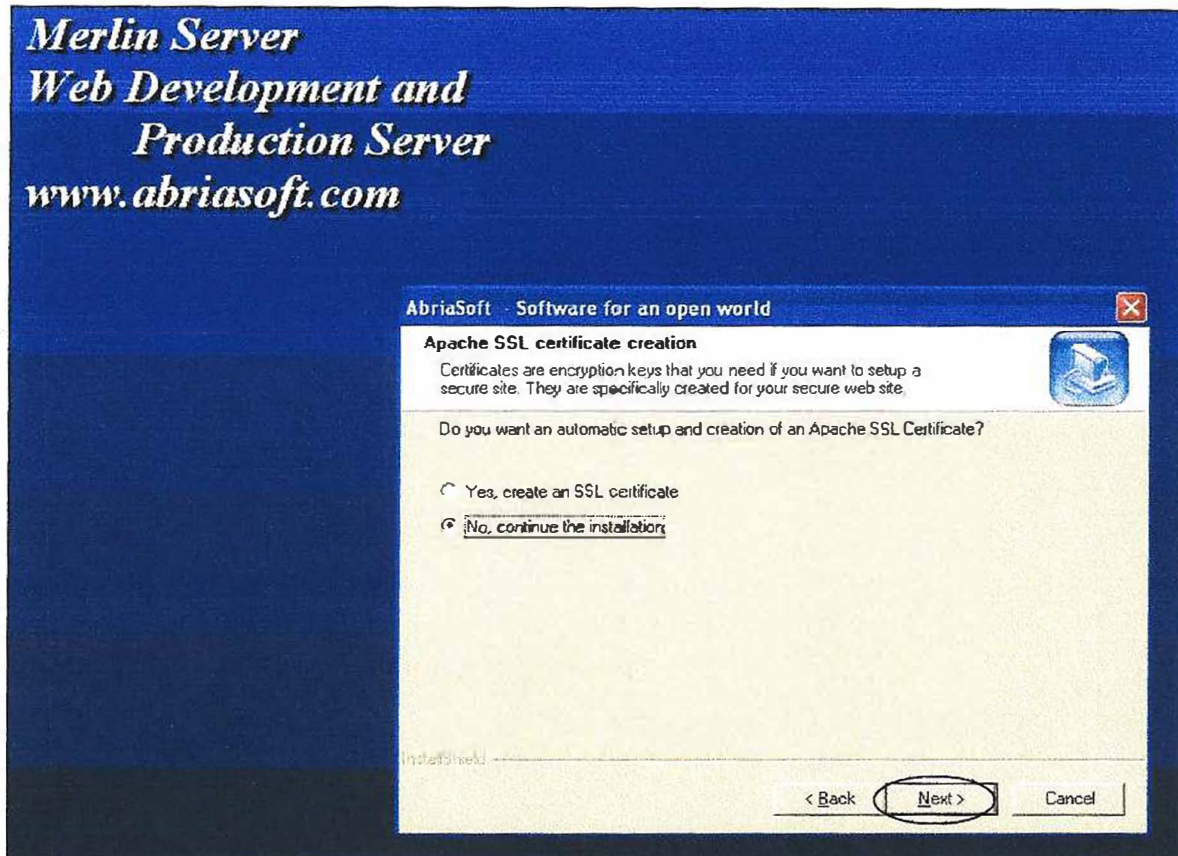 Merlin Server
Web Development and
Production Server
www.abriasoft.com
AbriaSoft - Software for an open world
Apache SSL certificate creation
Certificates are encryption keys that you need if you want to setup a
secure site. They are specifically created for your secure web site.
Do you want an automatic setup and creation of an Apache SSL Certificate?
Yes, create an SSL certificate
No, continue the installation
InstallShield
< Back
Next >
Cancel